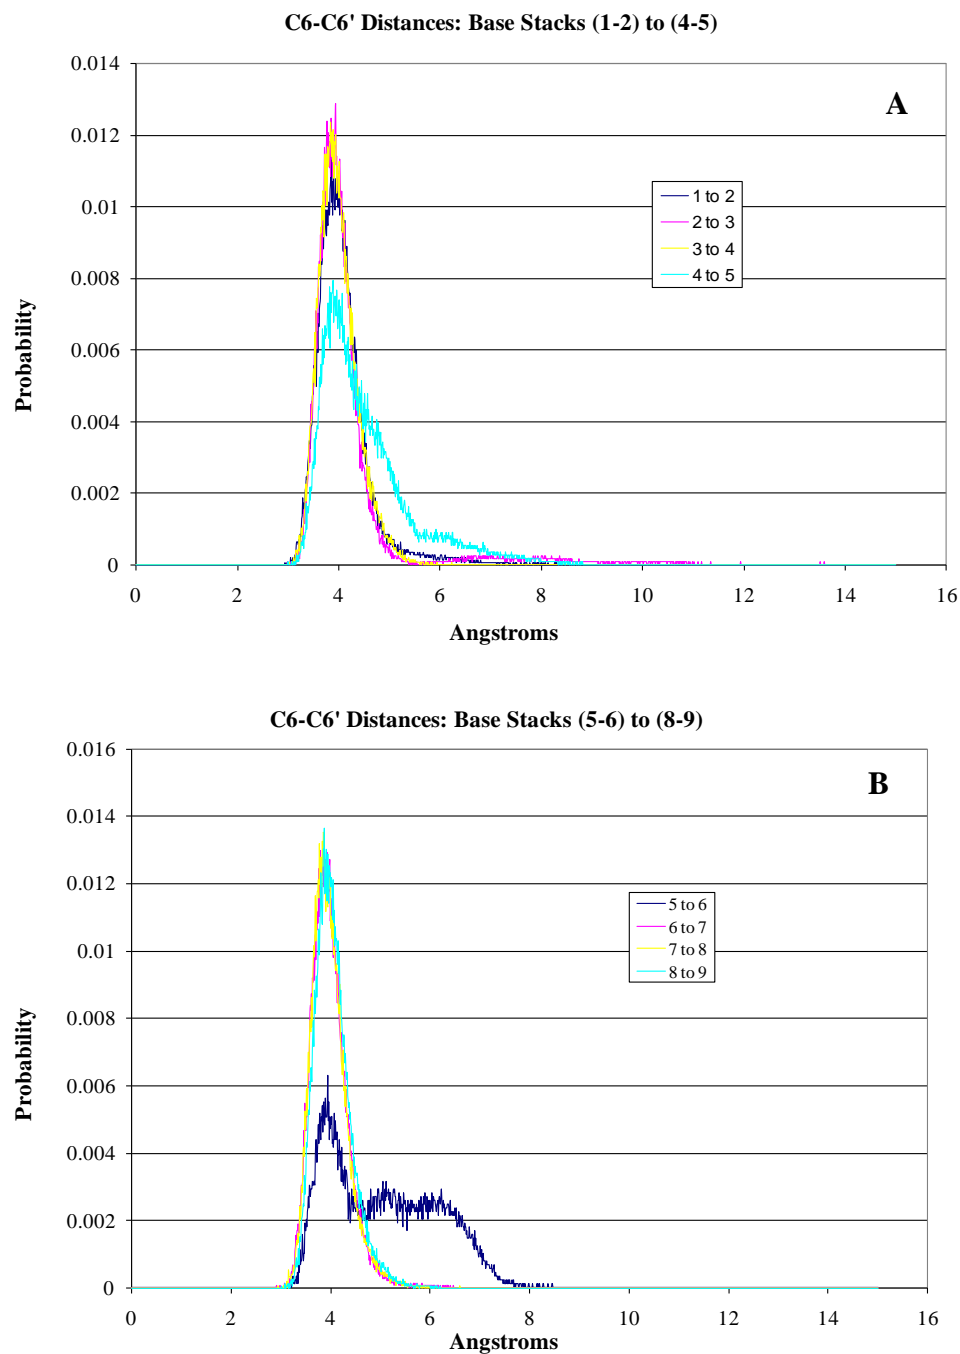 C6-C6' Distances: Base Stacks (1-2) to (4-5)
0.014
A
0.012
0.01
1 to 2
2 to 3
3 to 4
4 to 5
0.008
0.006
0.004
0.002
0
Probability
0 2 4 6 8 10 12 14 16
Angstroms
C6-C6' Distances: Base Stacks (5-6) to (8-9)
0.016
B
0.014
0.012
5 to 6
6 to 7
7 to 8
8 to 9
0.01
0.008
0.006
0.004
0.002
0
Probability
0 2 4 6 8 10 12 14 16
Angstroms